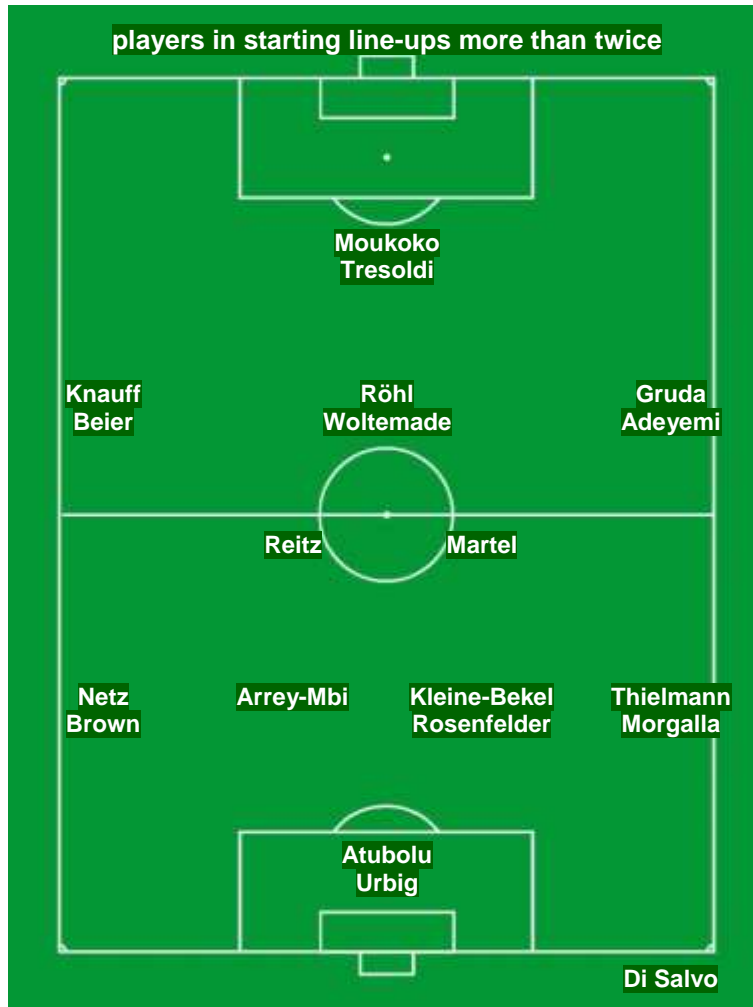 players in starting line-ups more than twice
Moukoko
Tresoldi
Knauff
Beier
Röhl
Woltemade
Gruda
Adeyemi
Reitz
Martel
Netz
Brown
Arrey-Mbi
Kleine-Bekel
Rosenfelder
Thielmann
Morgalla
Atubolu
Urbig
Di Salvo